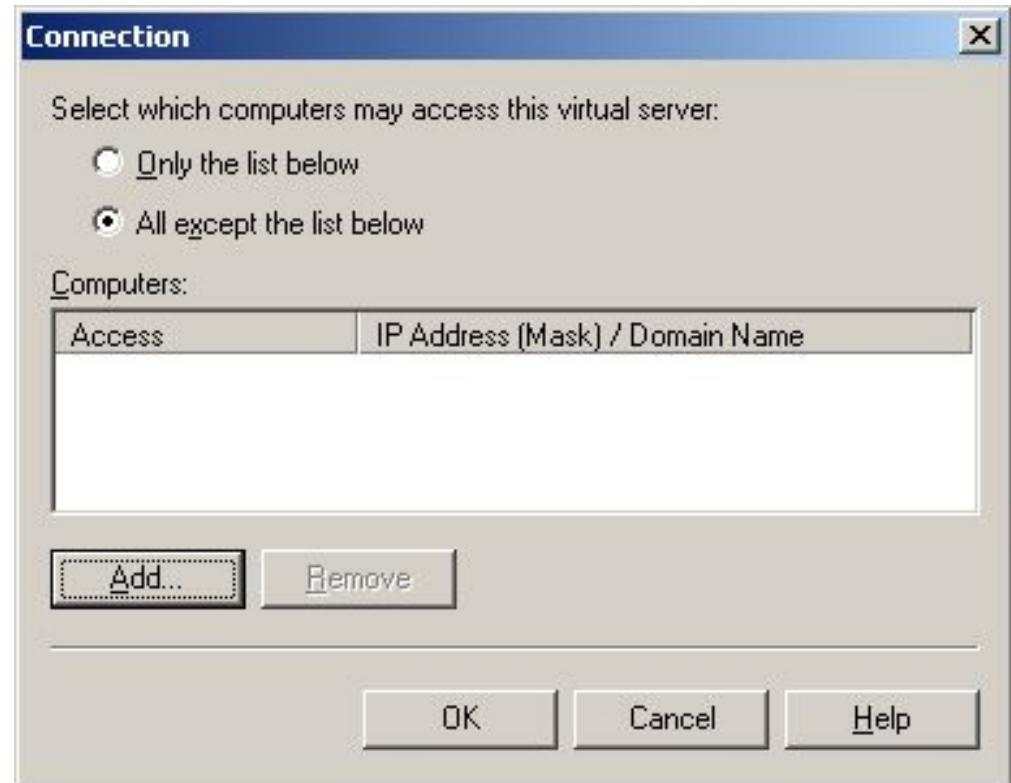 Connection
Select which computers may access this virtual server:
Only the list below
All except the list below
Computers:
Access IP Address (Mask) / Domain Name
Add... Remove
OK Cancel Help